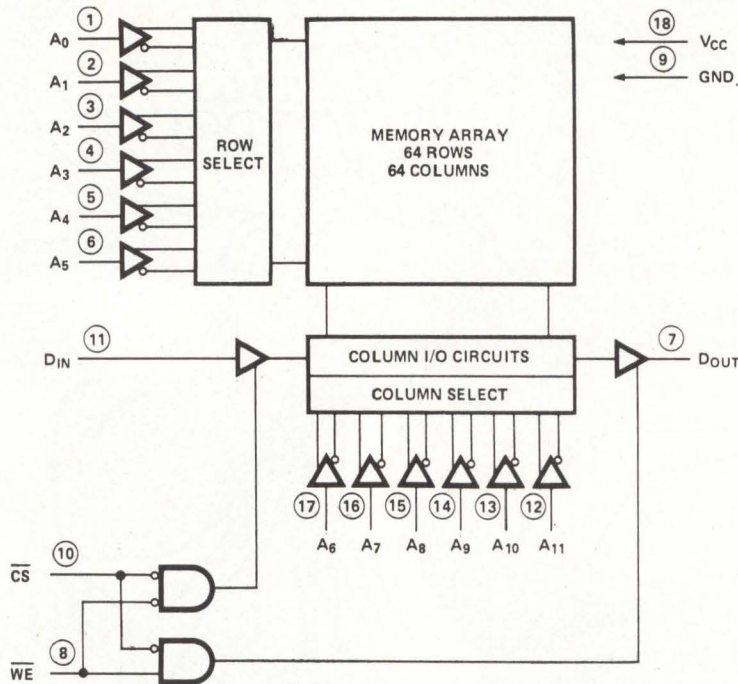 1
A0
2
A1
3
A2
4
A3
5
A4
6
A5
ROW
SELECT
MEMORY ARRAY
64 ROWS
64 COLUMNS
18
VCC
9
GND.
DIN
11
COLUMN I/O CIRCUITS
COLUMN SELECT
7
DOUT
17
16
15
14
13
12
A6
A7
A8
A9
A10
A11
CS
10
WE
8